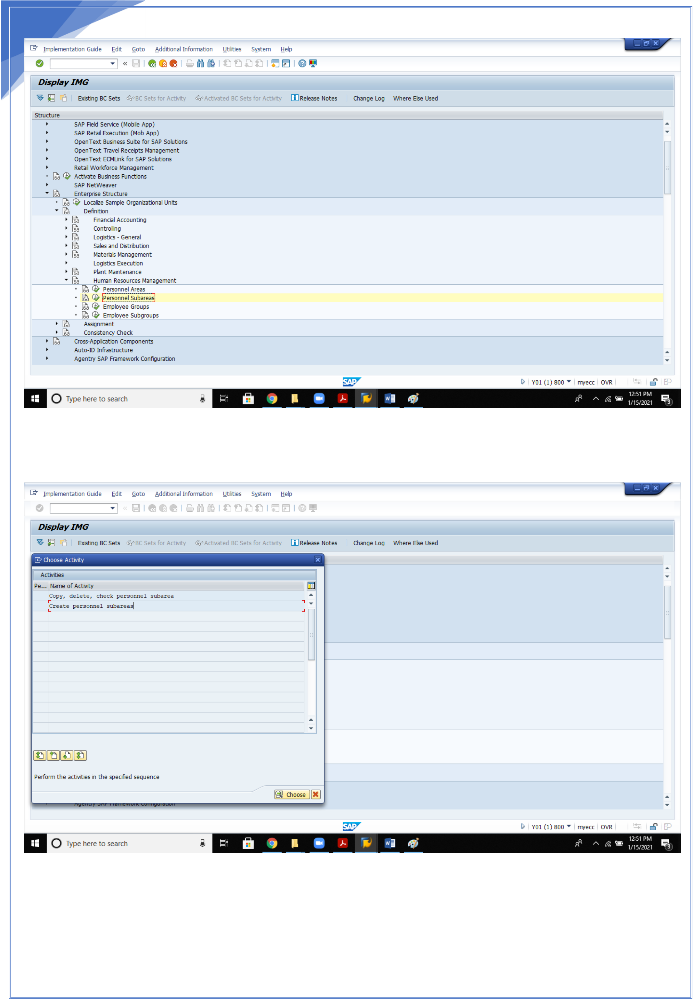 Implementation Guide Edit Goto Additional Information Utilities System Help
Display IMG
Existing BC Sets BC Sets for Activity Activated BC Sets for Activity Release Notes Change Log Where Else Used
Structure
SAP Field Service (Mobile App)
SAP Retail Execution (Mob App)
OpenText Business Suite for SAP Solutions
OpenText Travel Receipts Management
OpenText ECMLink for SAP Solutions
Retail Workforce Management
Activate Business Functions
SAP NetWeaver
Enterprise Structure
Localize Sample Organizational Units
Definition
Financial Accounting
Controlling
Logistics - General
Sales and Distribution
Materials Management
Logistics Execution
Plant Maintenance
Human Resources Management
Personnel Areas
Personnel Subareas
Employee Groups
Employee Subgroups
Assignment
Consistency Check
Cross-Application Components
Auto-ID Infrastructure
Agentry SAP Framework Configuration
SAP Y01 (1) 800 myecc OVR
Type here to search 12:51 PM
1/15/2021 3
Implementation Guide Edit Goto Additional Information Utilities System Help
Display IMG
Existing BC Sets BC Sets for Activity Activated BC Sets for Activity Release Notes Change Log Where Else Used
Choose Activity
Activities
Pe... Name of Activity
Copy, delete, check personnel subarea
Create personnel subareas
Perform the activities in the specified sequence
Choose
Agentry SAP Framework Configuration
SAP Y01 (1) 800 myecc OVR
Type here to search 12:51 PM
1/15/2021 3